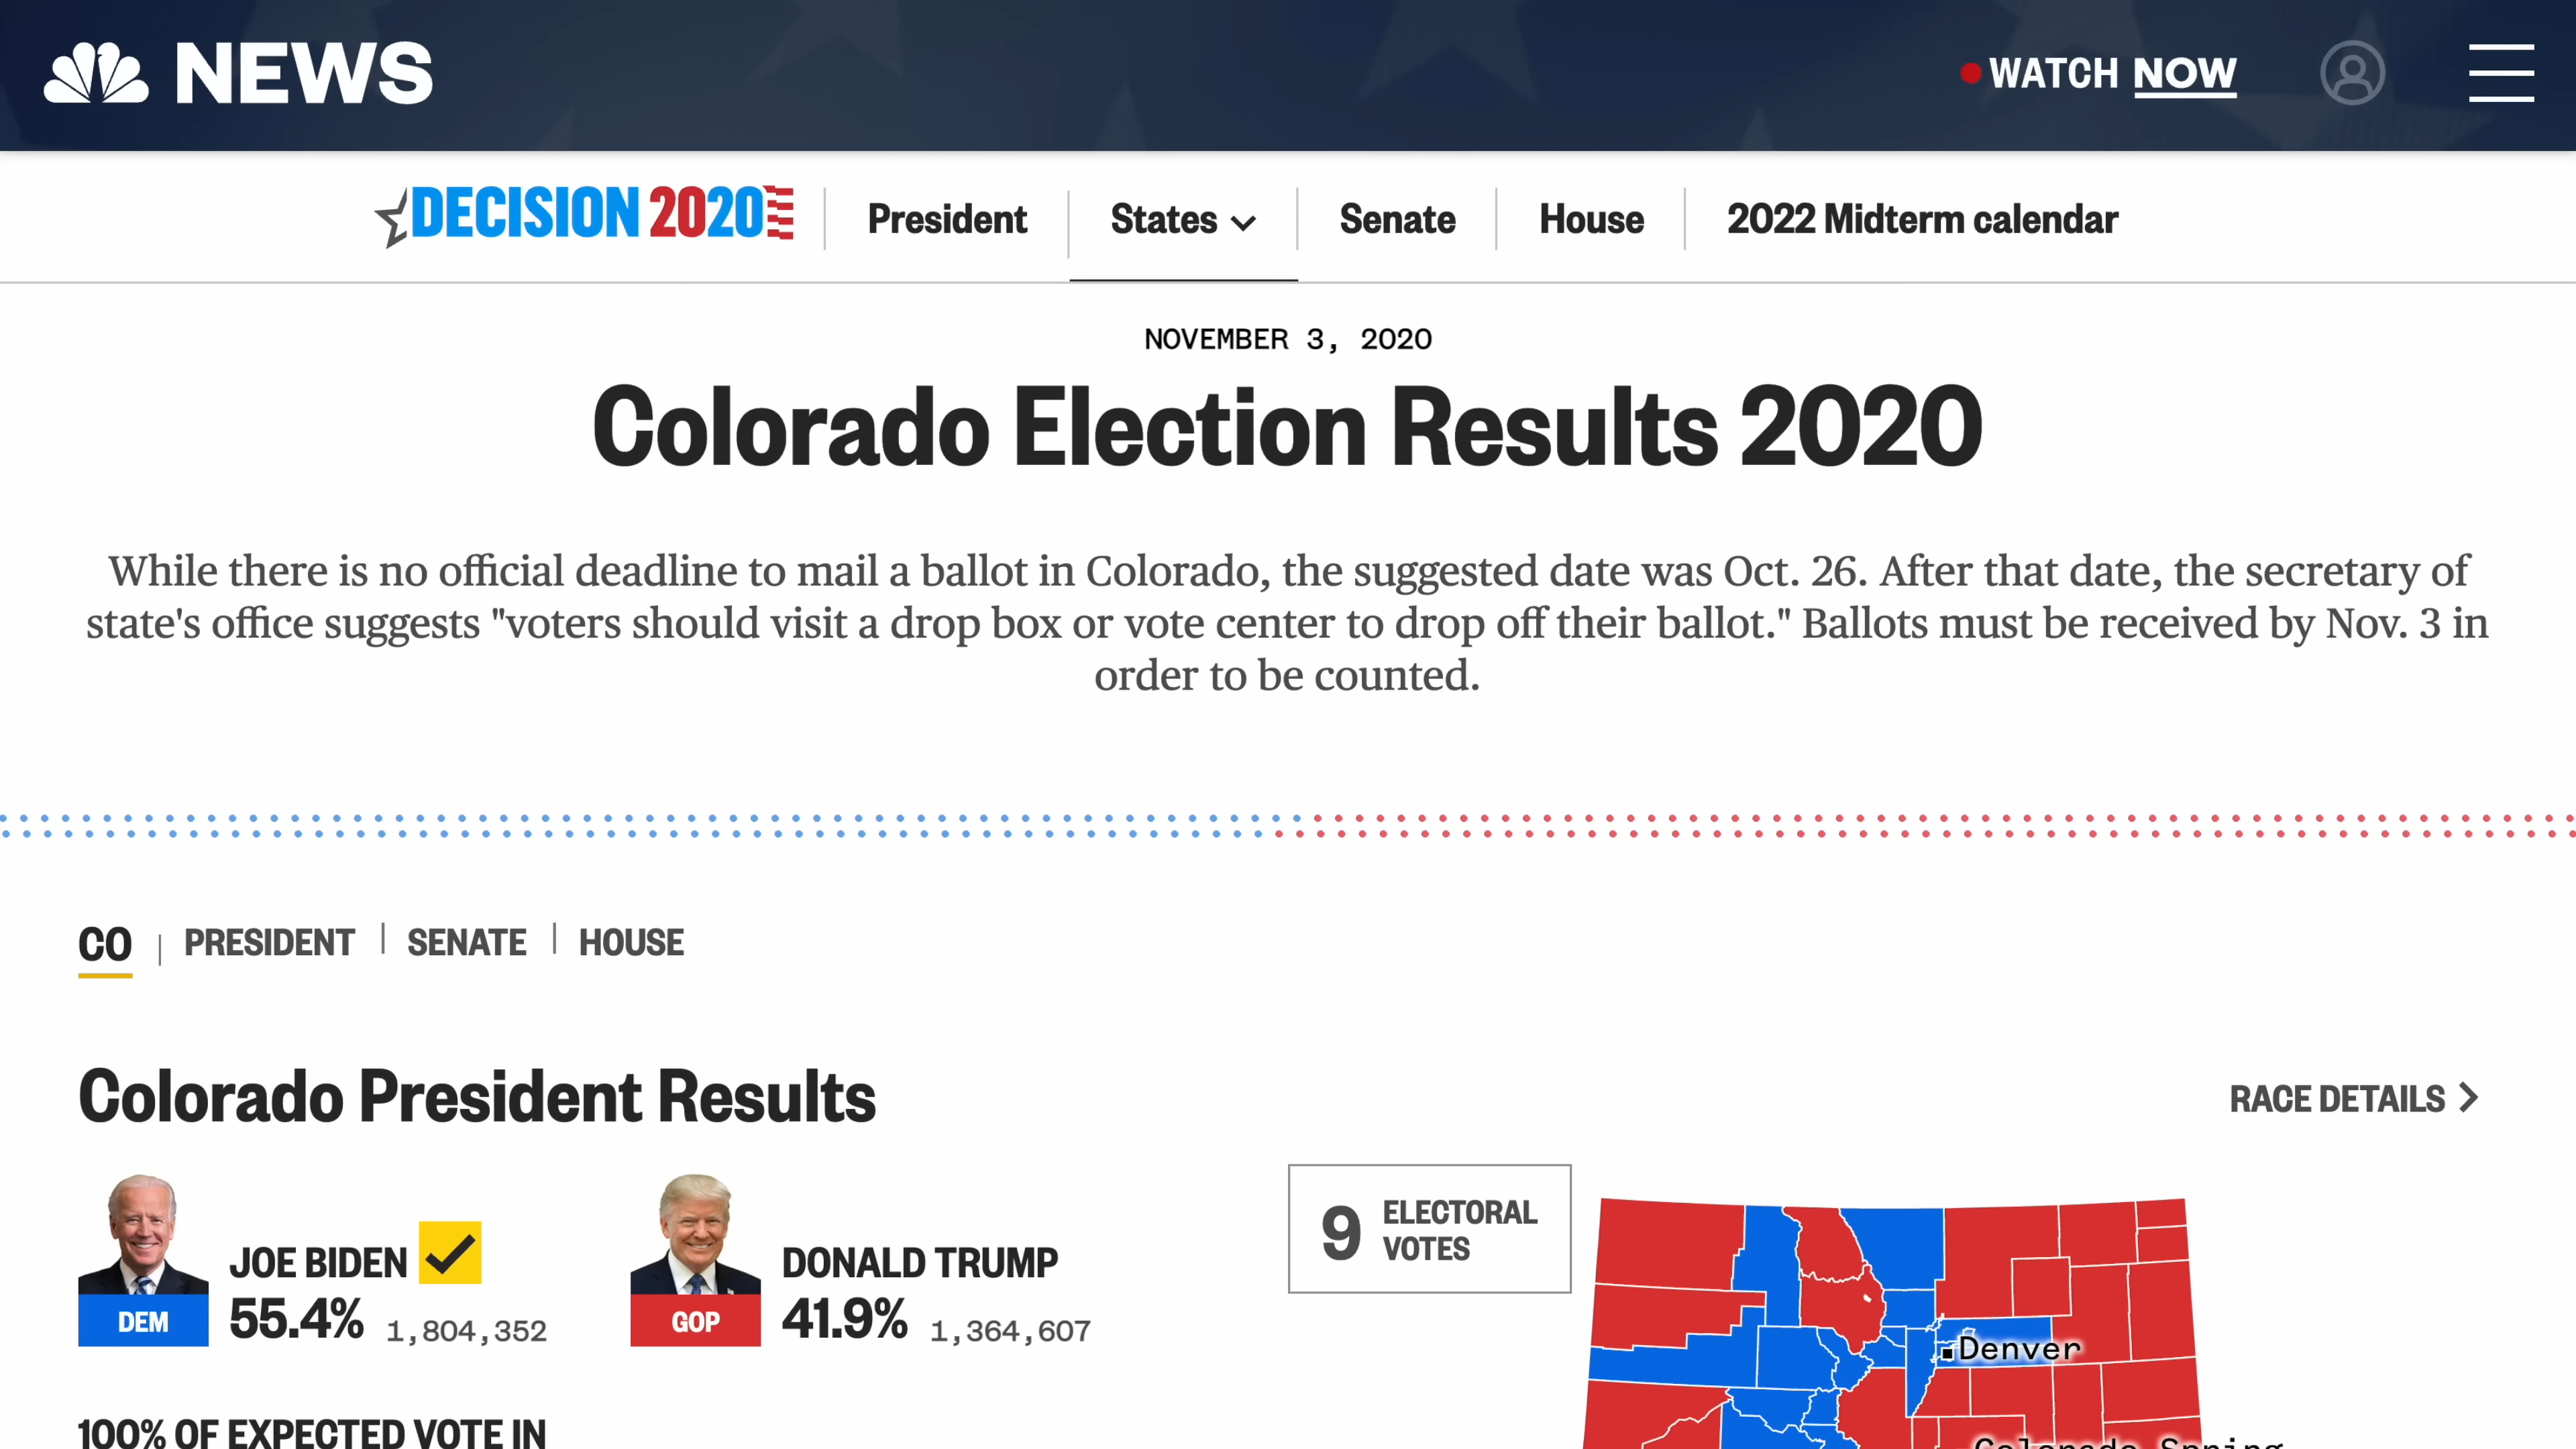 NEWS
WATCH NOW
DECISION 2020
President
States
Senate
House
2022 Midterm calendar
NOVEMBER 3, 2020
Colorado Election Results 2020
While there is no official deadline to mail a ballot in Colorado, the suggested date was Oct. 26. After that date, the secretary of
state's office suggests "voters should visit a drop box or vote center to drop off their ballot." Ballots must be received by Nov. 3 in
order to be counted.
CO | PRESIDENT | SENATE | HOUSE
Colorado President Results
RACE DETAILS
JOE BIDEN
DEM
55.4% 1,804,352
DONALD TRUMP
GOP
41.9% 1,364,607
100% OF EXPECTED VOTE IN
9 ELECTORAL
VOTES
Denver
Colorado Spring